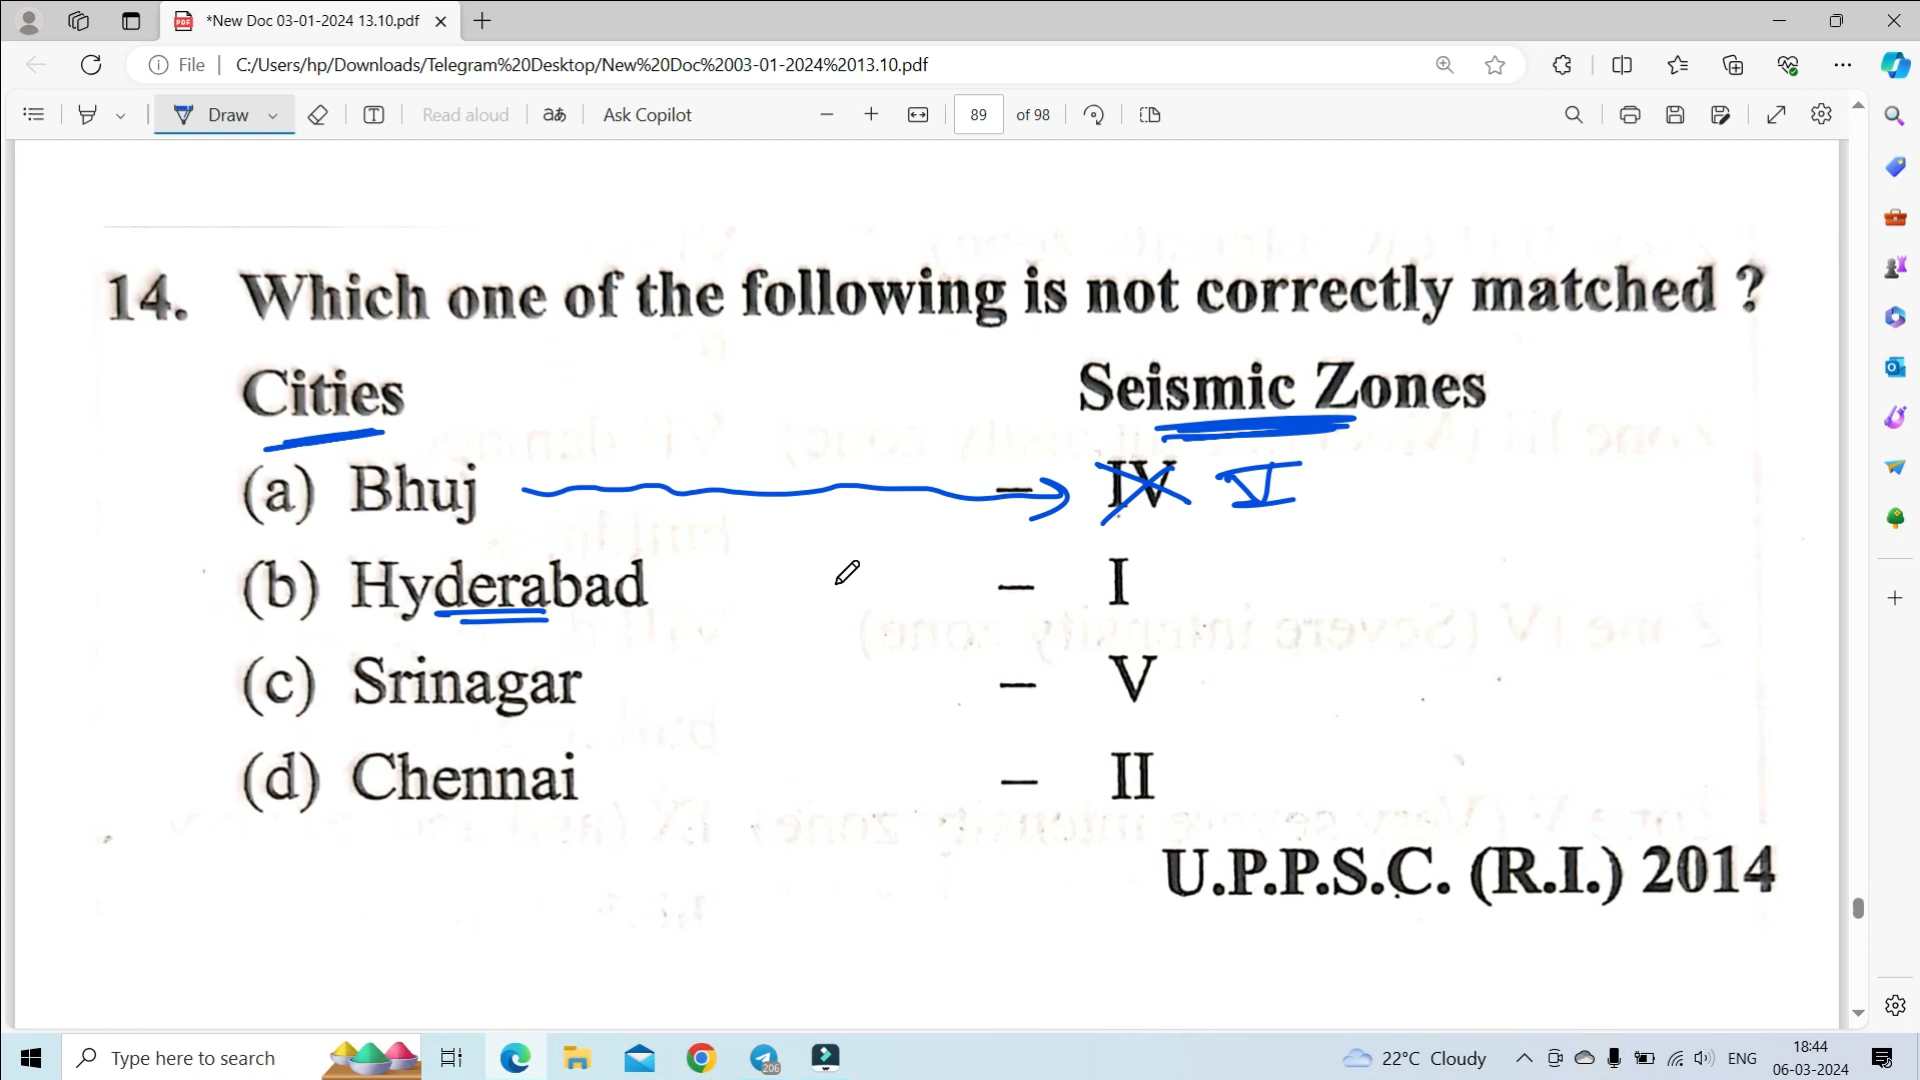 *New Doc 03-01-2024 13.10.pdf
File C:/Users/hp/Downloads/Telegram%20Desktop/New%20Doc%2003-01-2024%2013.10.pdf
Draw Read aloud aあ Ask Copilot 89 of 98
14. Which one of the following is not correctly matched ?
Cities Seismic Zones
(a) Bhuj – IV V
(b) Hyderabad – I
(c) Srinagar – V
(d) Chennai – II
U.P.P.S.C. (R.I.) 2014
Type here to search 206 22°C Cloudy ENG 18:44
06-03-2024